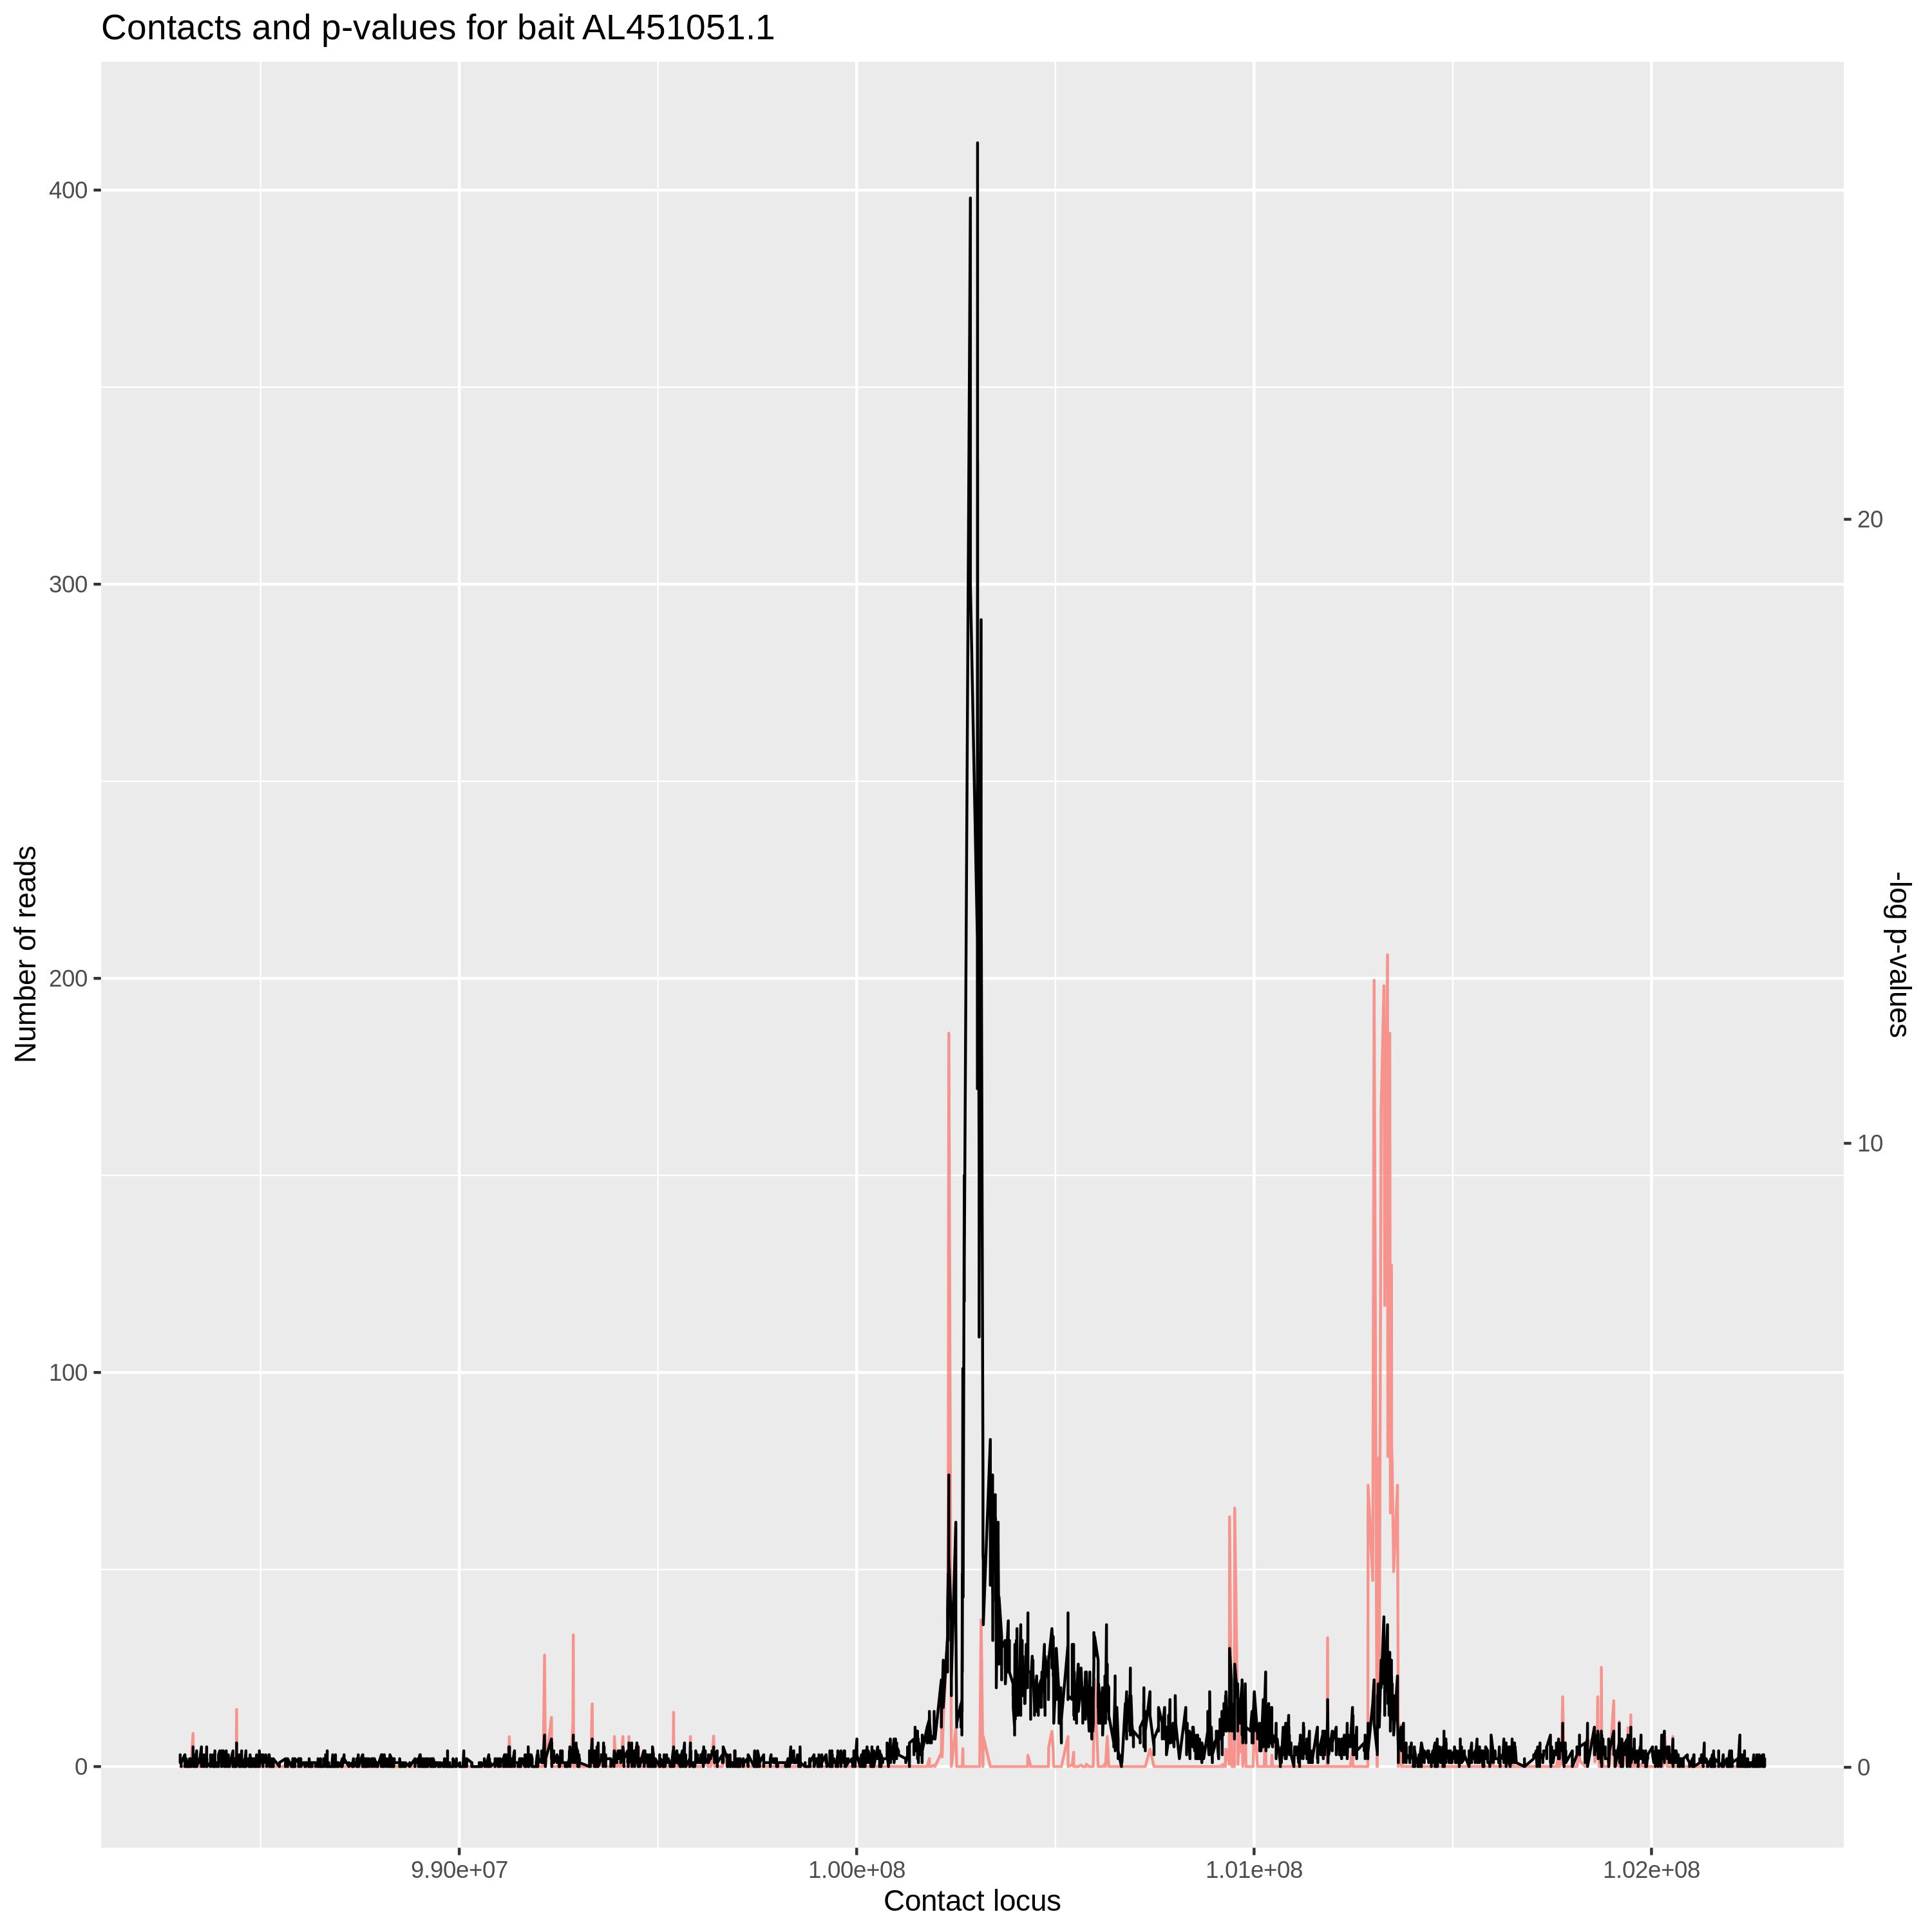 Contacts and p-values for bait AL451051.1
400
300
200
100
0
Number of reads
20
10
0
-log p-values
9.90e+07
1.00e+08
1.01e+08
1.02e+08
Contact locus